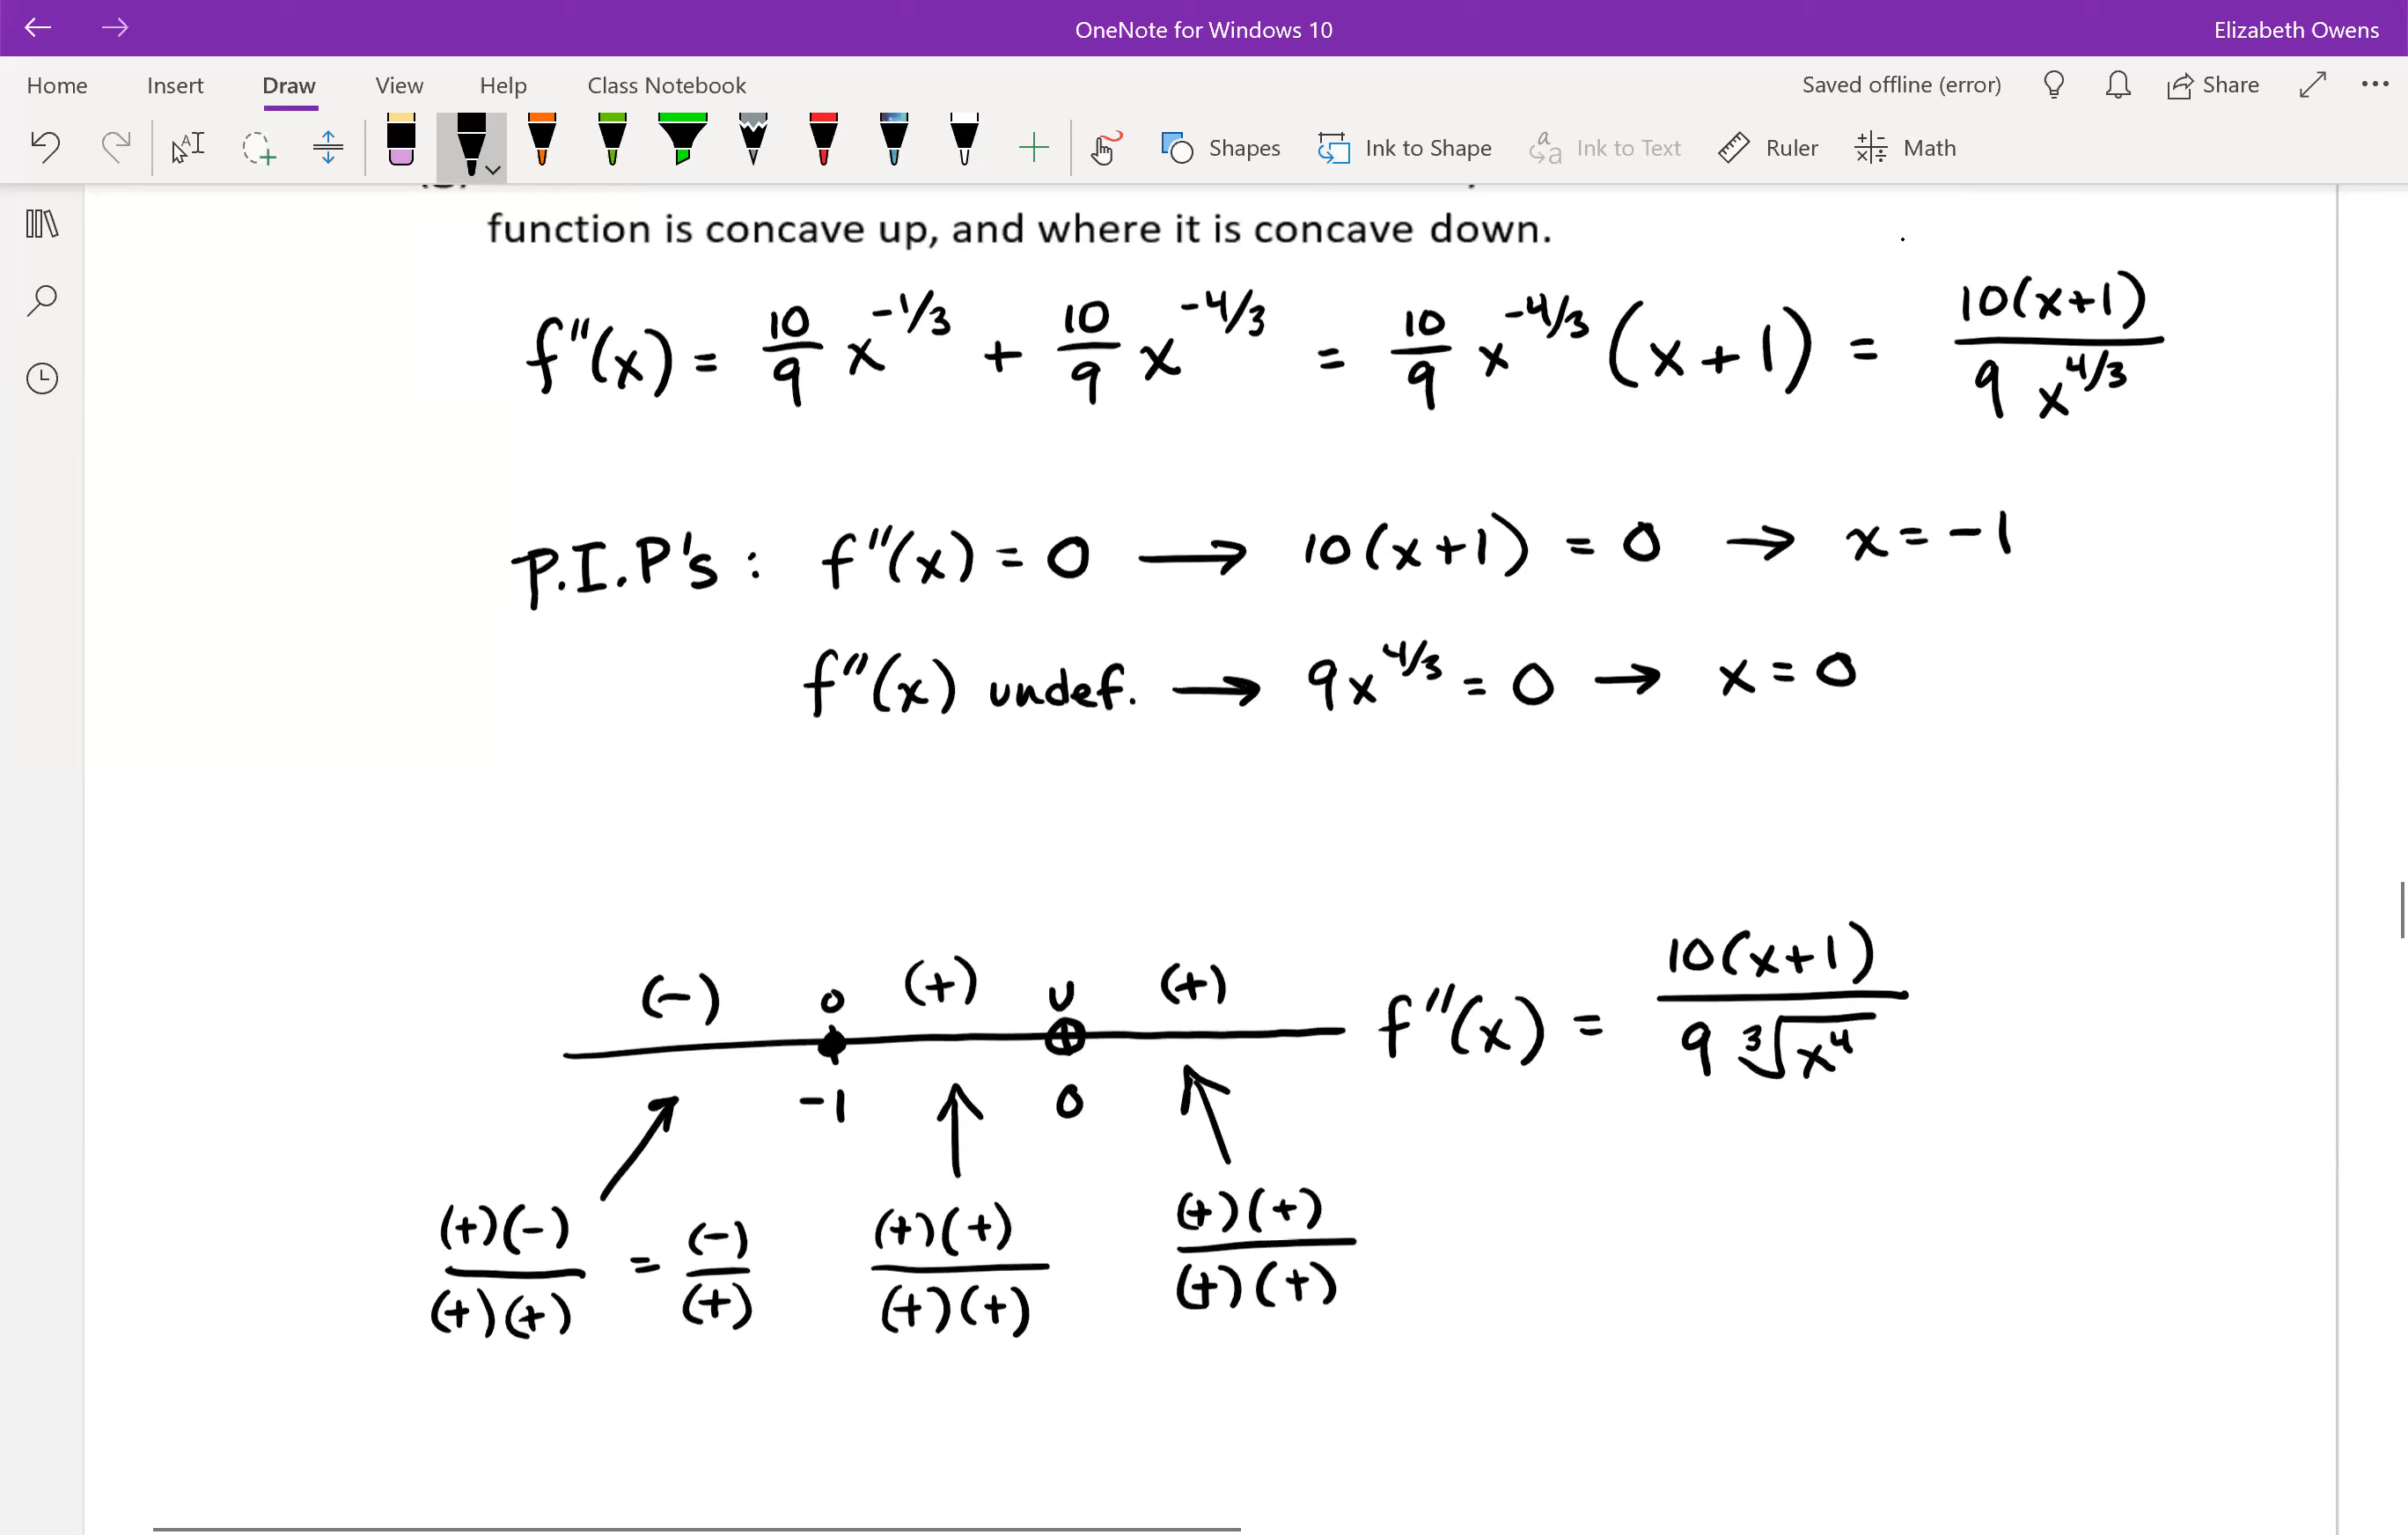 OneNote for Windows 10
Elizabeth Owens
Home Insert Draw View Help Class Notebook
Saved offline (error) Share
Shapes Ink to Shape Ink to Text Ruler Math
function is concave up, and where it is concave down.
f''(x) = 10/9 x^(-1/3) + 10/9 x^(-4/3) = 10/9 x^(-4/3) (x+1) = 10(x+1) / 9 x^(4/3)
P.I.P's : f''(x) = 0 → 10(x+1) = 0 → x = -1
f''(x) undef. → 9x^(4/3) = 0 → x = 0
(-) 0 (+) U (+)
f''(x) = 10(x+1) / 9 ∛x⁴
-1 0
(+)(-) / (+)(+) = (-) / (+)
(+)(+) / (+)(+)
(+)(+) / (+)(+)